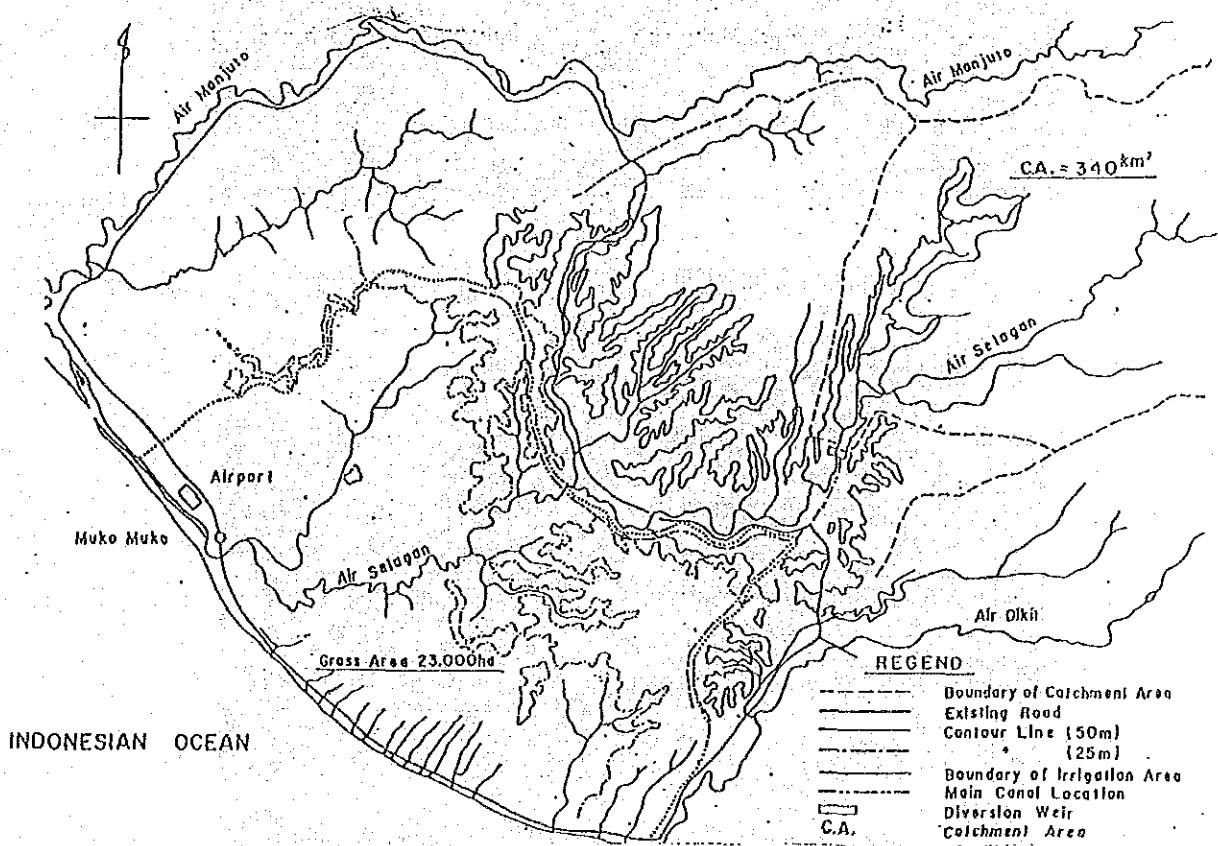 Air Manjuto
Air Manjuto
C.A. = 340 km²
Air Selagan
Airport
Muko Muko
Air Selagan
Air Dikit
Gross Area 23,000ha
INDONESIAN OCEAN
REGEND
Boundary of Catchment Area
Existing Road
Contour Line (50m)
" (25m)
Boundary of Irrigation Area
Main Canal Location
Diversion Weir
C.A. Catchment Area